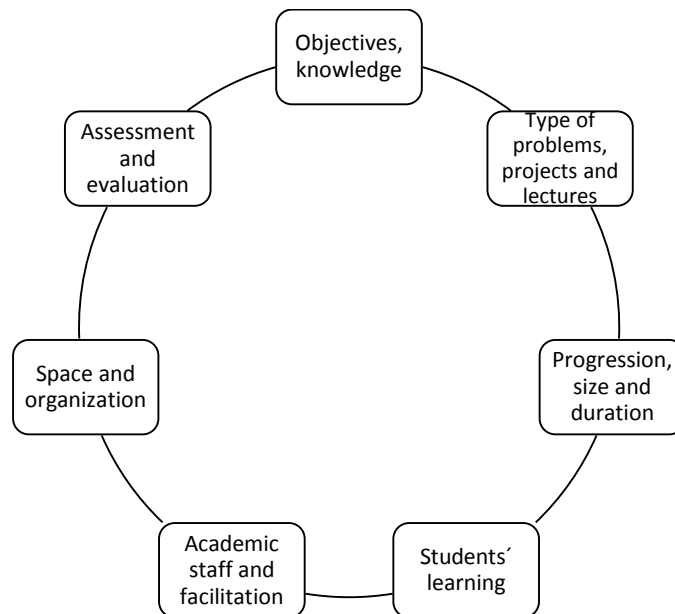 Objectives,
knowledge
Type of
problems,
projects and
lectures
Progression,
size and
duration
Students´
learning
Academic
staff and
facilitation
Space and
organization
Assessment
and
evaluation